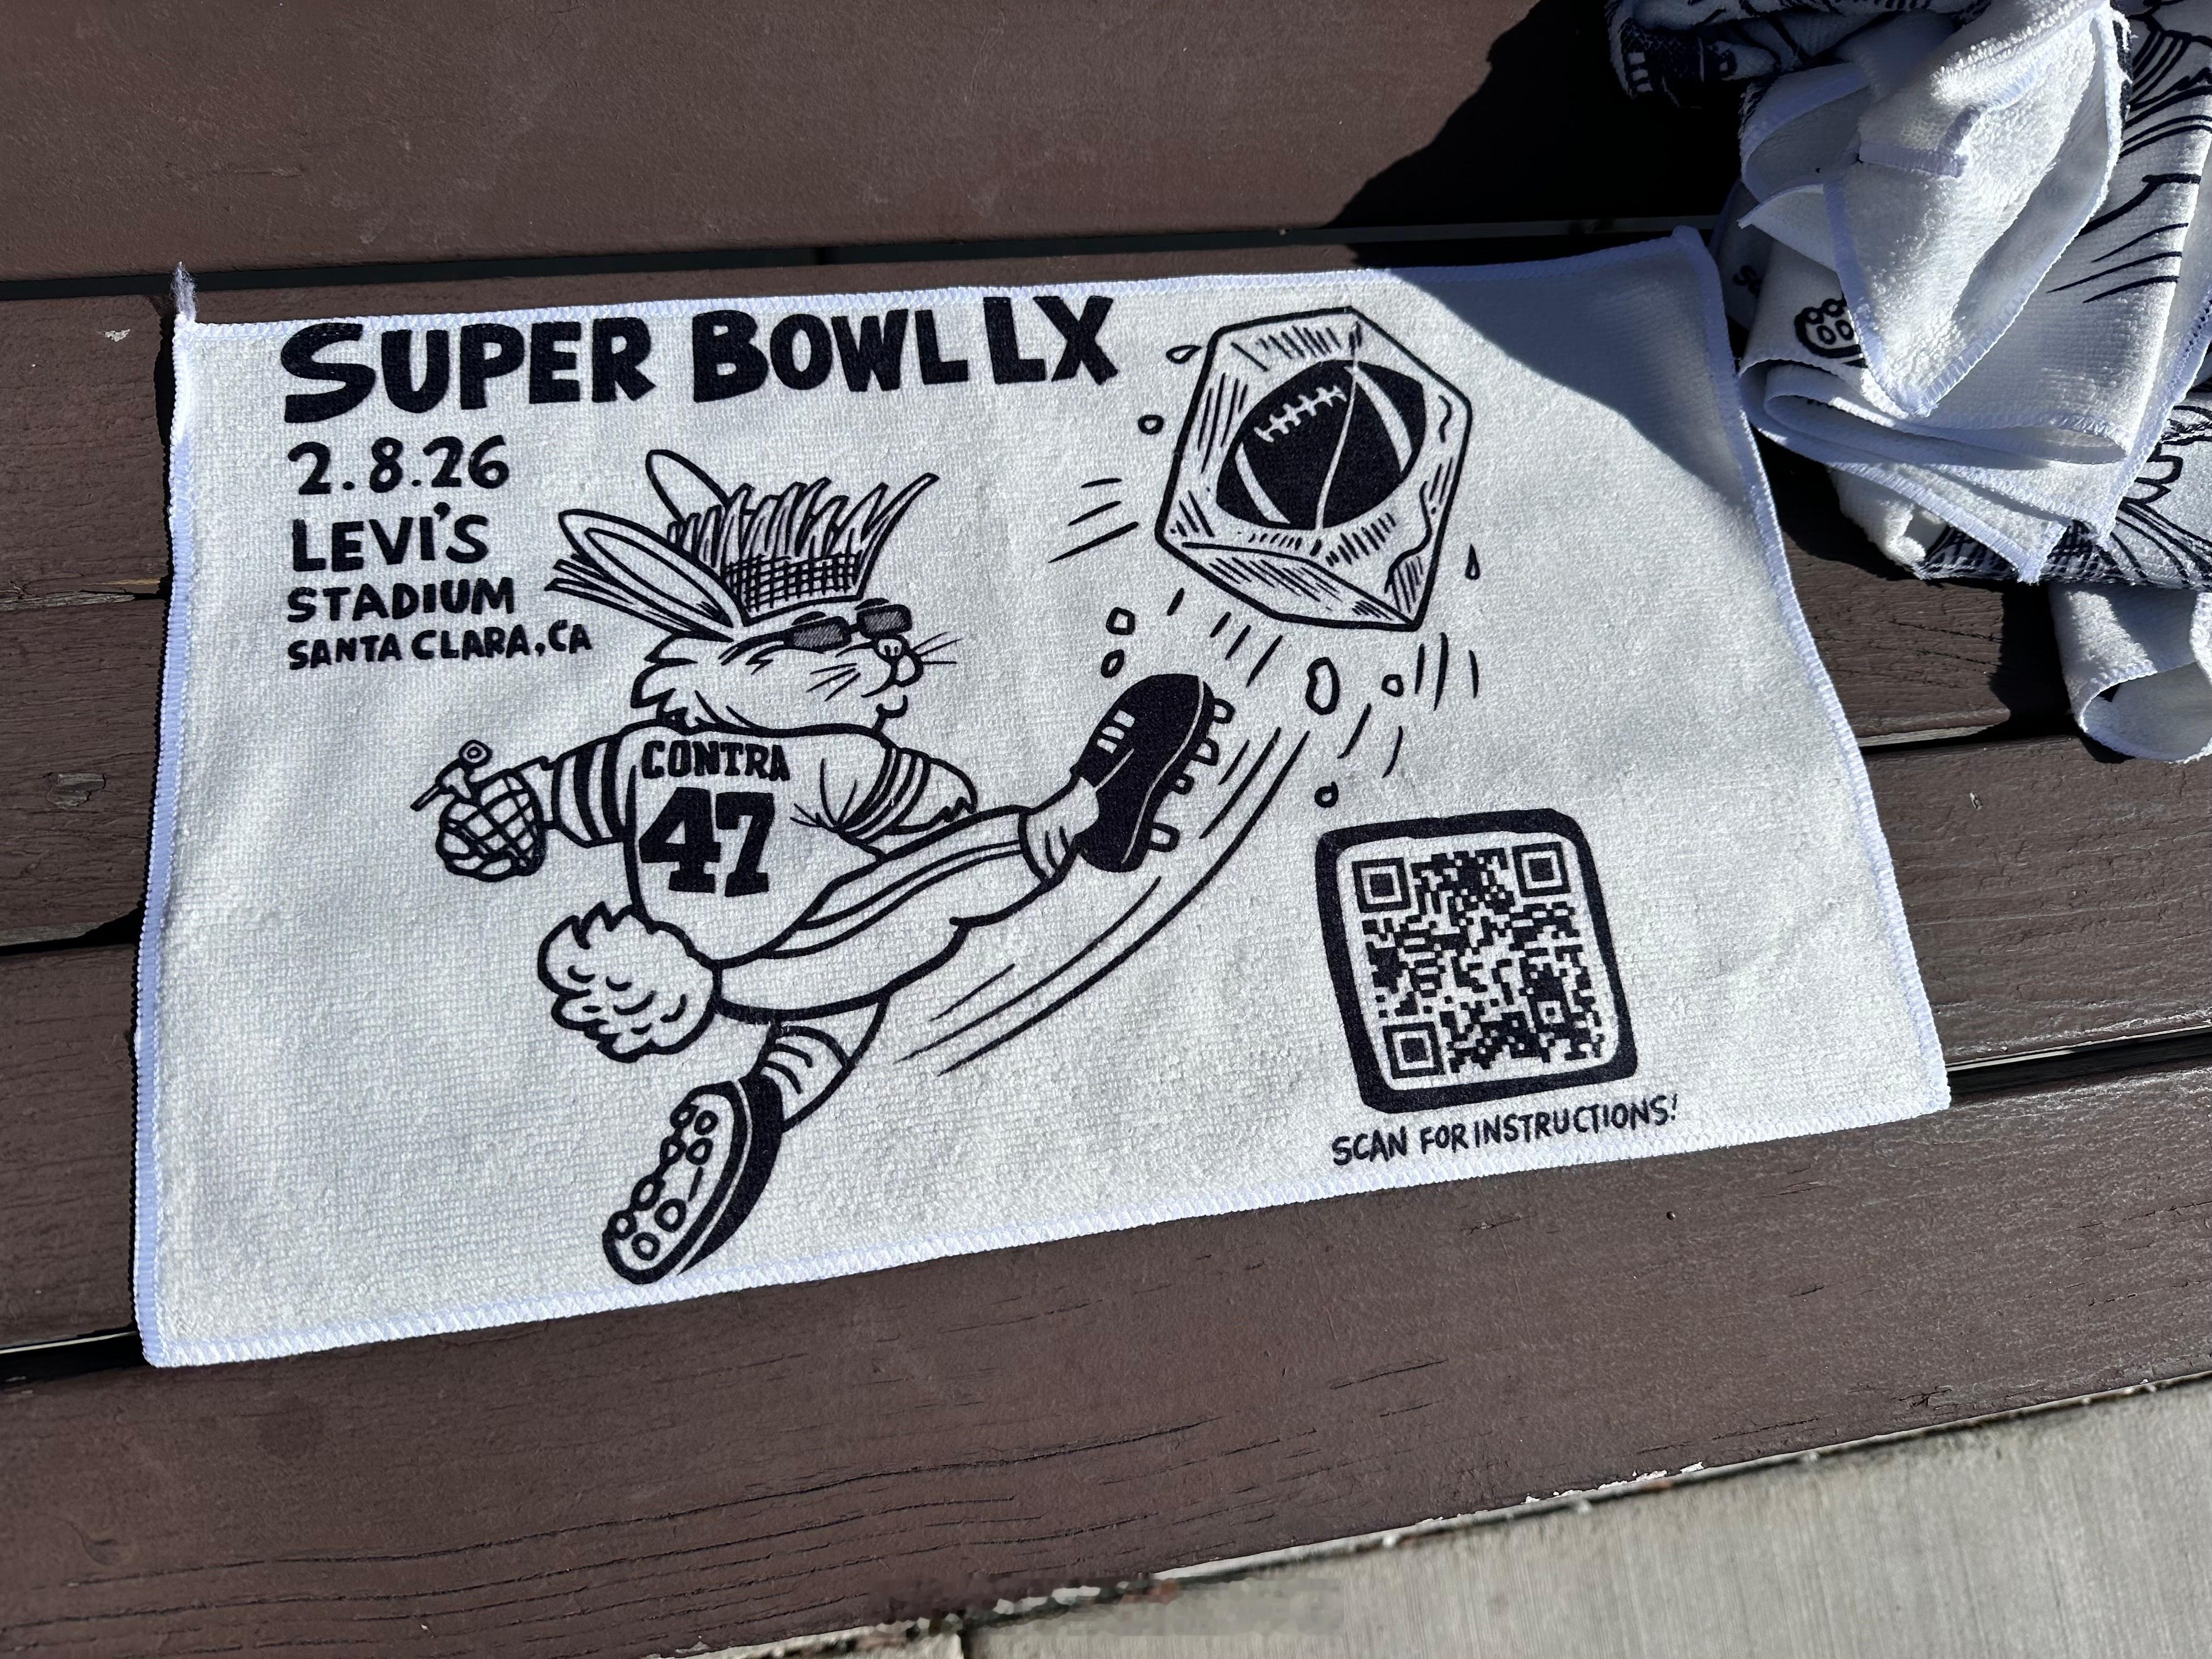 SUPER BOWL LX
2.8.26
LEVI'S
STADIUM
SANTA CLARA, CA
CONTRA
47
SCAN FOR INSTRUCTIONS!